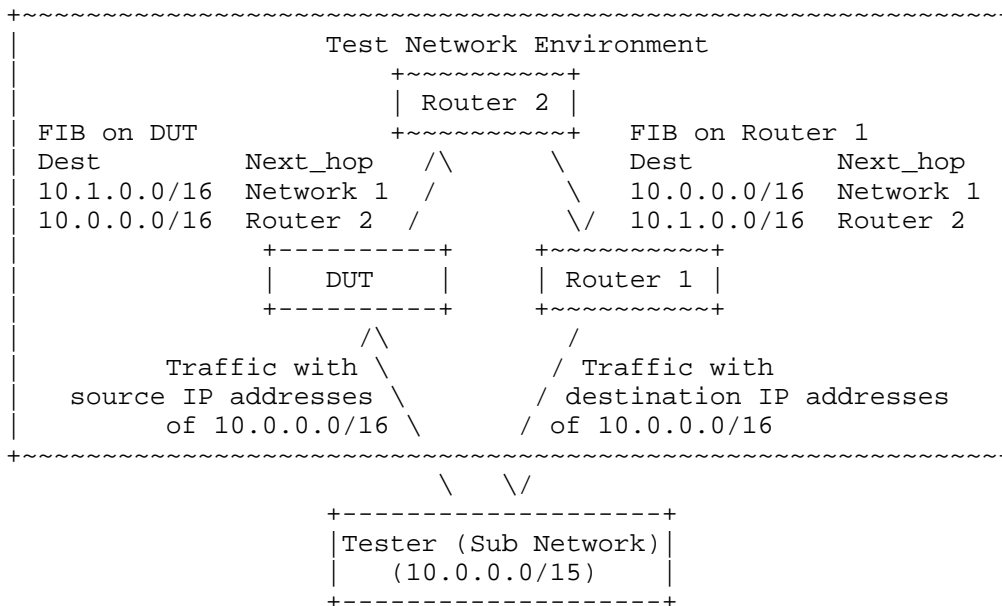 Test Network Environment
Router 2
FIB on DUT FIB on Router 1
Dest Next_hop Dest Next_hop
10.1.0.0/16 Network 1 10.0.0.0/16 Network 1
10.0.0.0/16 Router 2 10.1.0.0/16 Router 2
DUT Router 1
Traffic with Traffic with
source IP addresses destination IP addresses
of 10.0.0.0/16 of 10.0.0.0/16
Tester (Sub Network)
(10.0.0.0/15)